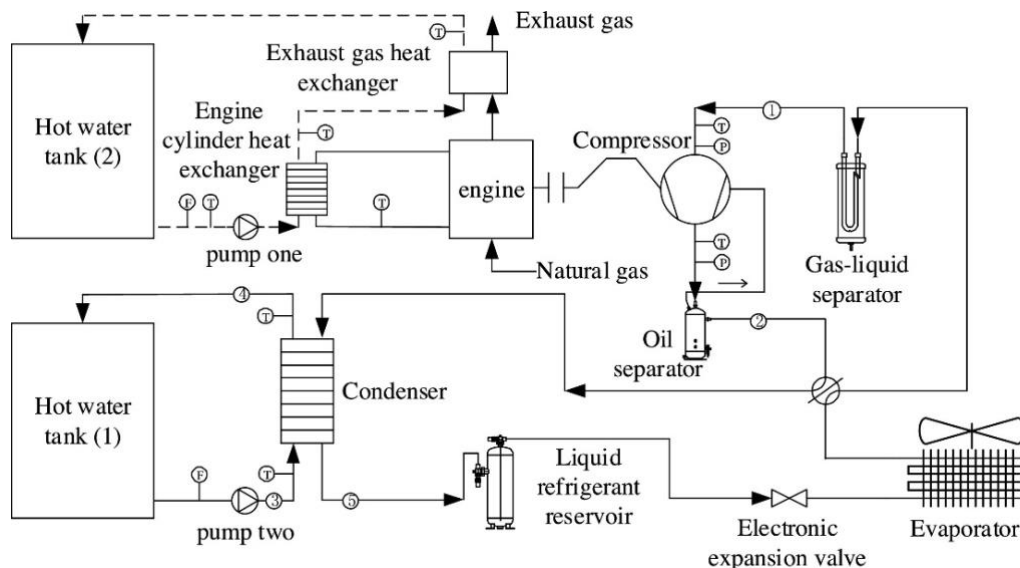 Exhaust gas
T
Exhaust gas heat
exchanger
Hot water
tank (2)
Engine
cylinder heat
exchanger
T
1
T
P
Compressor
engine
F
T
T
pump one
T
P
Natural gas
Gas-liquid
separator
4
T
2
Oil
separator
Hot water
tank (1)
Condenser
F
T
3
5
pump two
Liquid
refrigerant
reservoir
Electronic
expansion valve
Evaporator